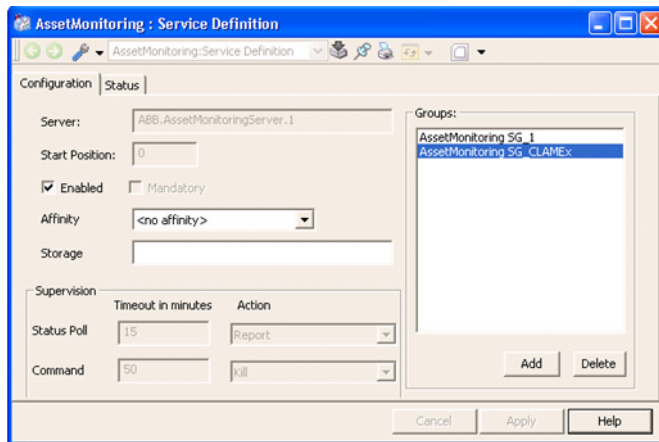 AssetMonitoring : Service Definition
AssetMonitoring:Service Definition
Configuration Status
Server: ABB.AssetMonitoringServer.1
Start Position: 0
Enabled Mandatory
Affinity <no affinity>
Storage
Supervision
Timeout in minutes Action
Status Poll 15 Report
Command 50 Kill
Groups:
AssetMonitoring SG_1
AssetMonitoring SG_CLAMEx
Add Delete
Cancel Apply Help